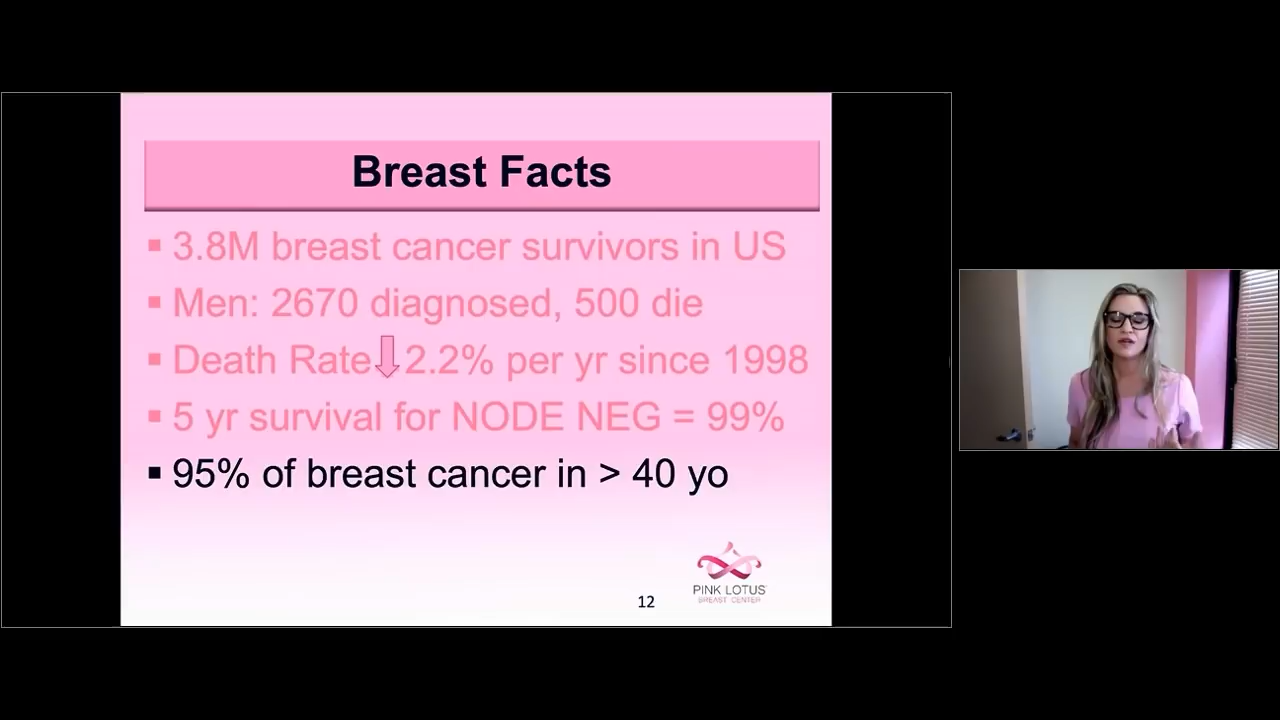 Breast Facts
▪ 3.8M breast cancer survivors in US
▪ Men: 2670 diagnosed, 500 die
▪ Death Rate ↓ 2.2% per yr since 1998
▪ 5 yr survival for NODE NEG = 99%
▪ 95% of breast cancer in > 40 yo
PINK LOTUS
BREAST CENTER
12